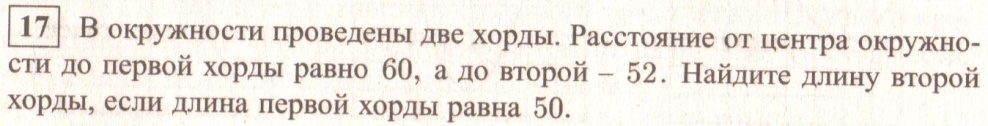 17 В окружности проведены две хорды. Расстояние от центра окружно-
сти до первой хорды равно 60, а до второй – 52. Найдите длину второй
хорды, если длина первой хорды равна 50.